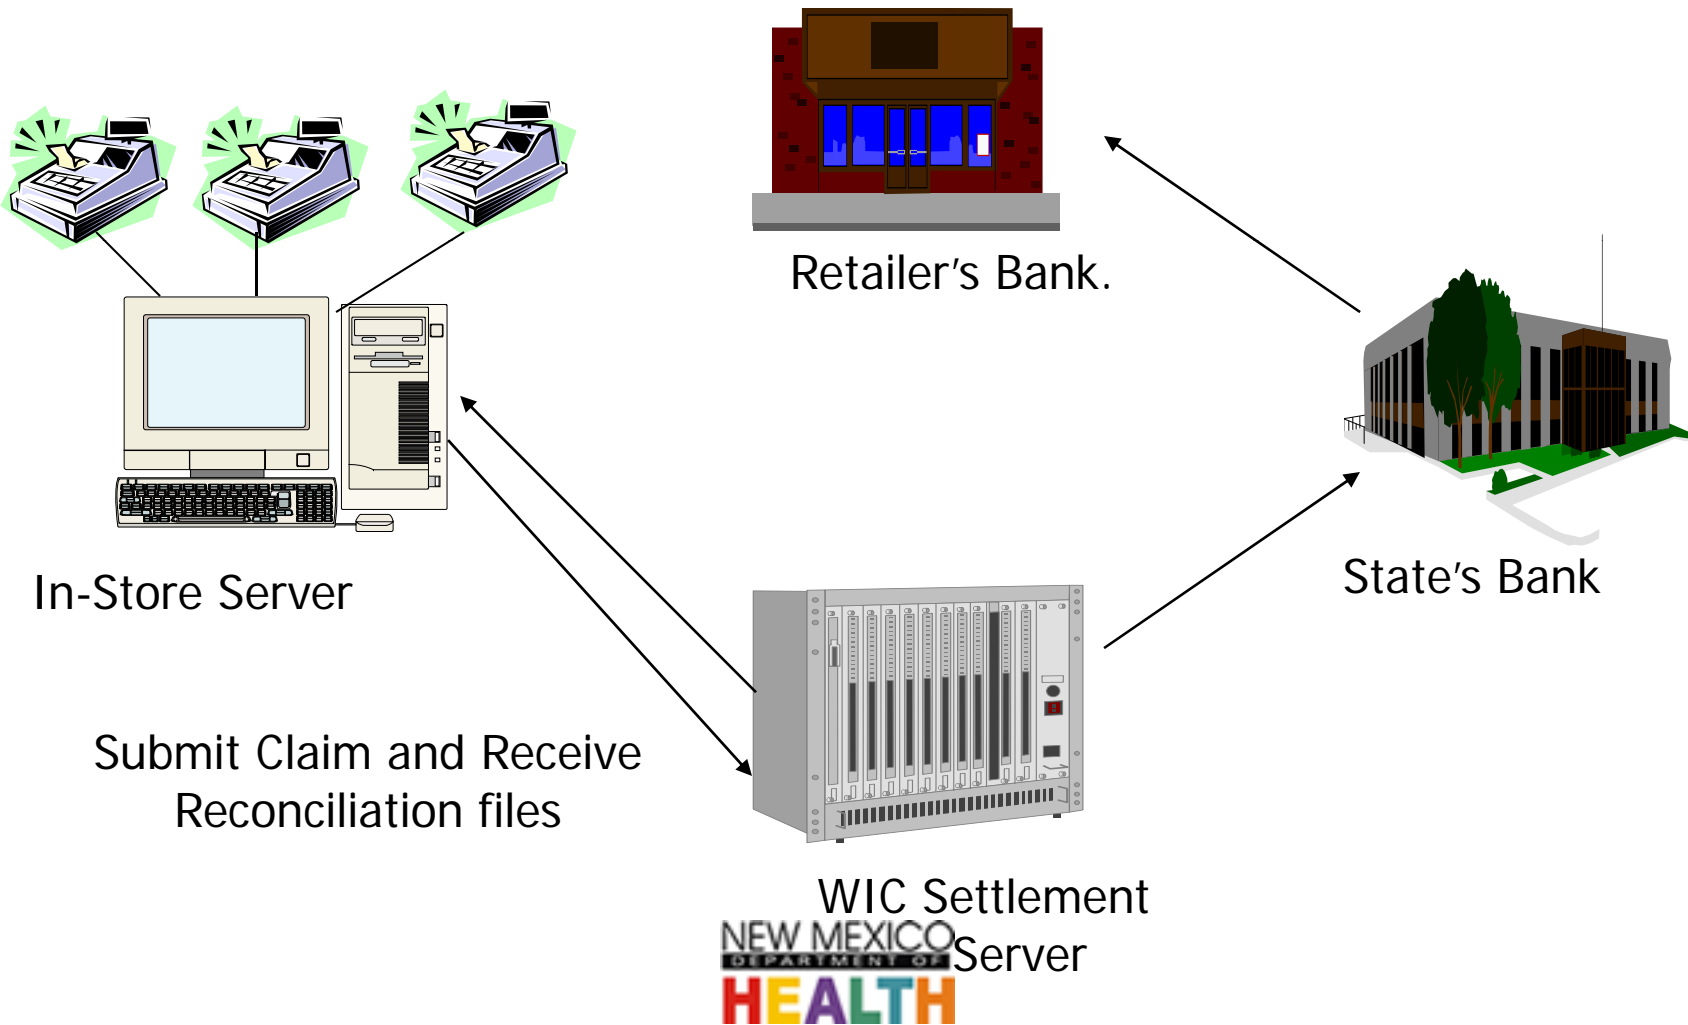 Retailer's Bank.
In-Store Server
State's Bank
Submit Claim and Receive
Reconciliation files
WIC Settlement
Server
NEW MEXICO
DEPARTMENT OF
HEALTH